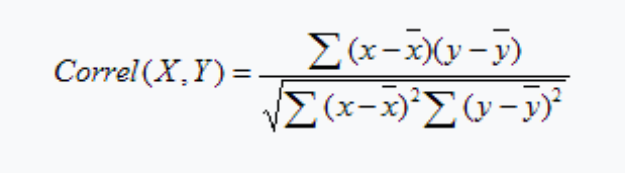 Correl(X,Y) = ∑(x−x̅)(y−y̅) / √∑(x−x̅)²∑(y−y̅)²